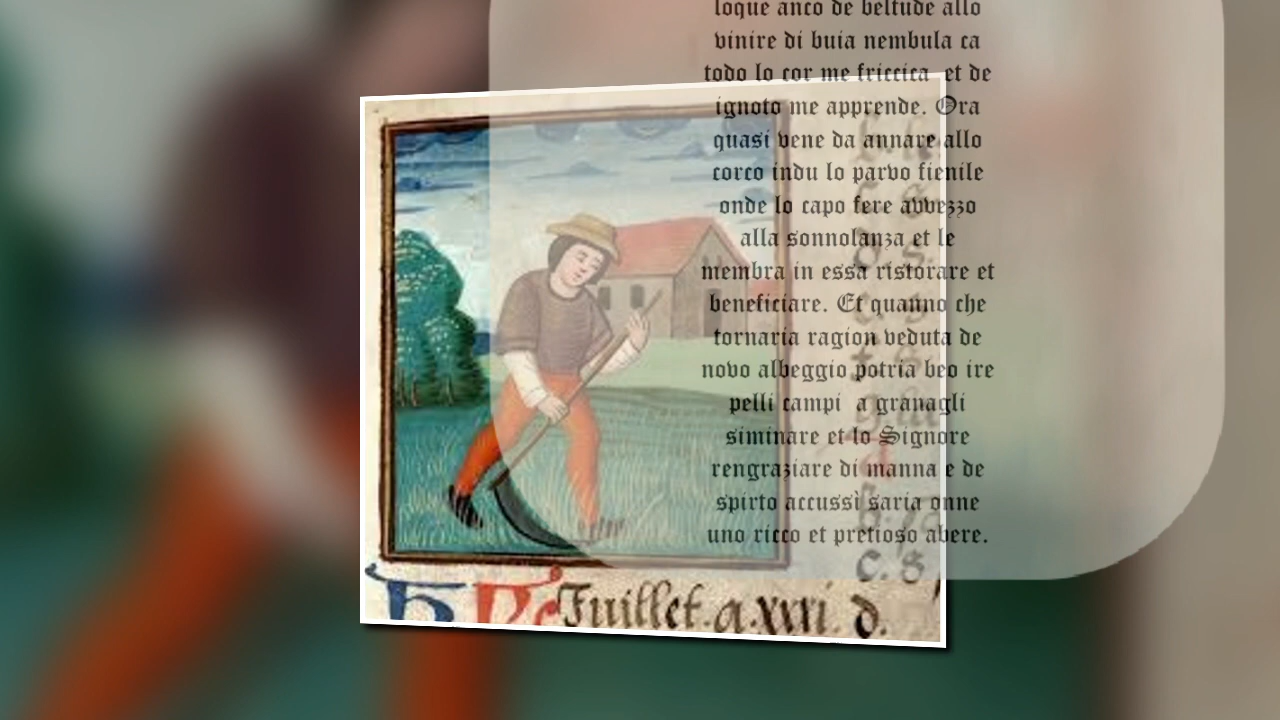 loque anco de beltude allo
vinire di buia nembula ca
todo lo cor me friccica et de
ignoto me apprende. Ora
quasi vene da annare allo
corco indu lo parvo fienile
onde lo capo fere avvezzo
alla sonnolanza et le
membra in essa ristorare et
beneficiare. Et quanno che
tornaria ragion veduta de
novo albeggio potria beo ire
pelli campi a granagli
siminare et lo Signore
rengraziare di manna e de
spirto accussì saria onne
uno ricco et pretioso abere.
c. g
Juillet. a. xxxi. d.